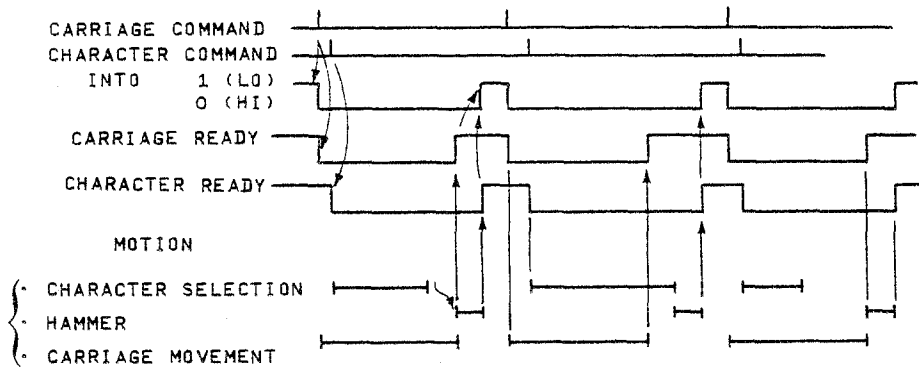 CARRIAGE COMMAND
CHARACTER COMMAND
INTO 1 (LO)
0 (HI)
CARRIAGE READY
CHARACTER READY
MOTION
· CHARACTER SELECTION
· HAMMER
· CARRIAGE MOVEMENT